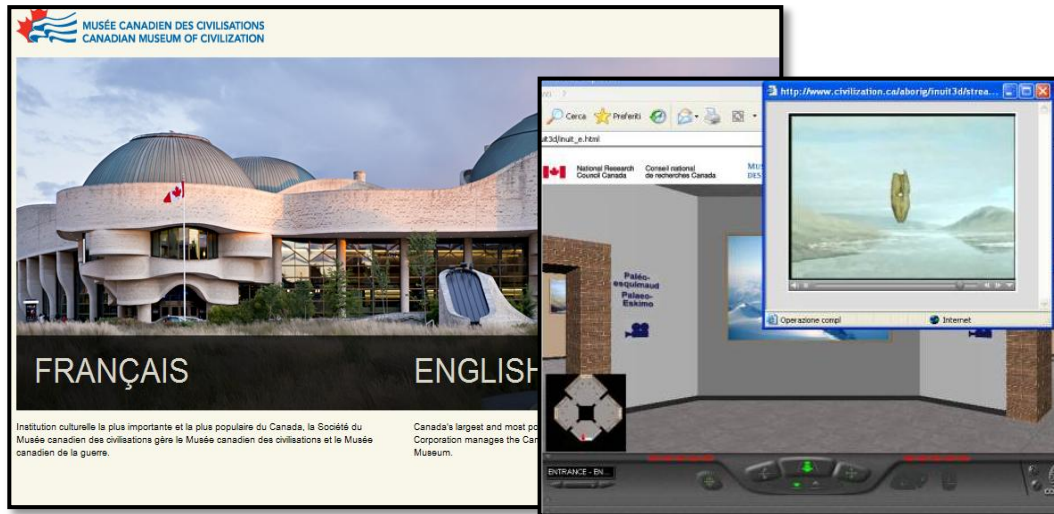 MUSÉE CANADIEN DES CIVILISATIONS
CANADIAN MUSEUM OF CIVILIZATION
FRANÇAIS
ENGLISH
Institution culturelle la plus importante et la plus populaire du Canada, la Société du
Musée canadien des civilisations gère le Musée canadien des civilisations et le Musée
canadien de la guerre.
Canada's largest and most
Corporation manages the
Museum.
?
Cerca
Preferiti
National Research
Council Canada
Conseil national
de recherches Canada
DES
Paléo-
esquimaud
Palaeo-
Eskimo
ENTRANCE - EN...
http://www.civilization.ca/aborig/inuit3d/strea...
Operazione compl
Internet